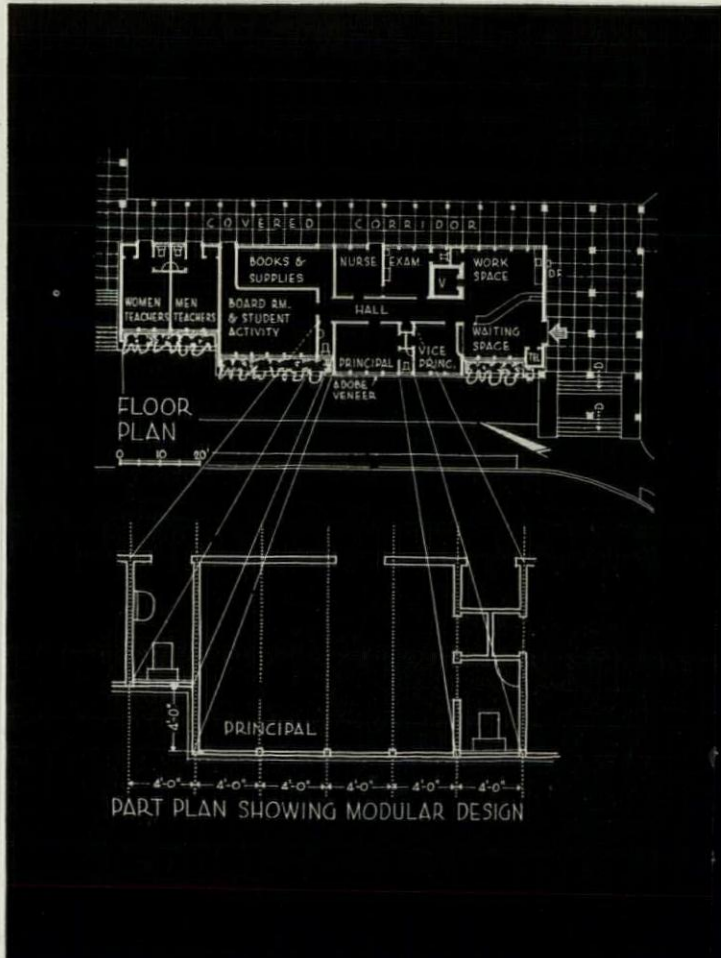 COVERED CORRIDOR
BOOKS &
SUPPLIES
NURSE
EXAM.
V
WORK
SPACE
D.F.
WOMEN
TEACHERS
MEN
TEACHERS
BOARD RM.
& STUDENT
ACTIVITY
HALL
WAITING
SPACE
PRINCIPAL
VICE
PRINC.
TEL
ADOBE
VENEER
D
D
FLOOR
PLAN
0 10 20'
4'-0"
PRINCIPAL
4'-0" 4'-0" 4'-0" 4'-0" 4'-0" 4'-0"
PART PLAN SHOWING MODULAR DESIGN